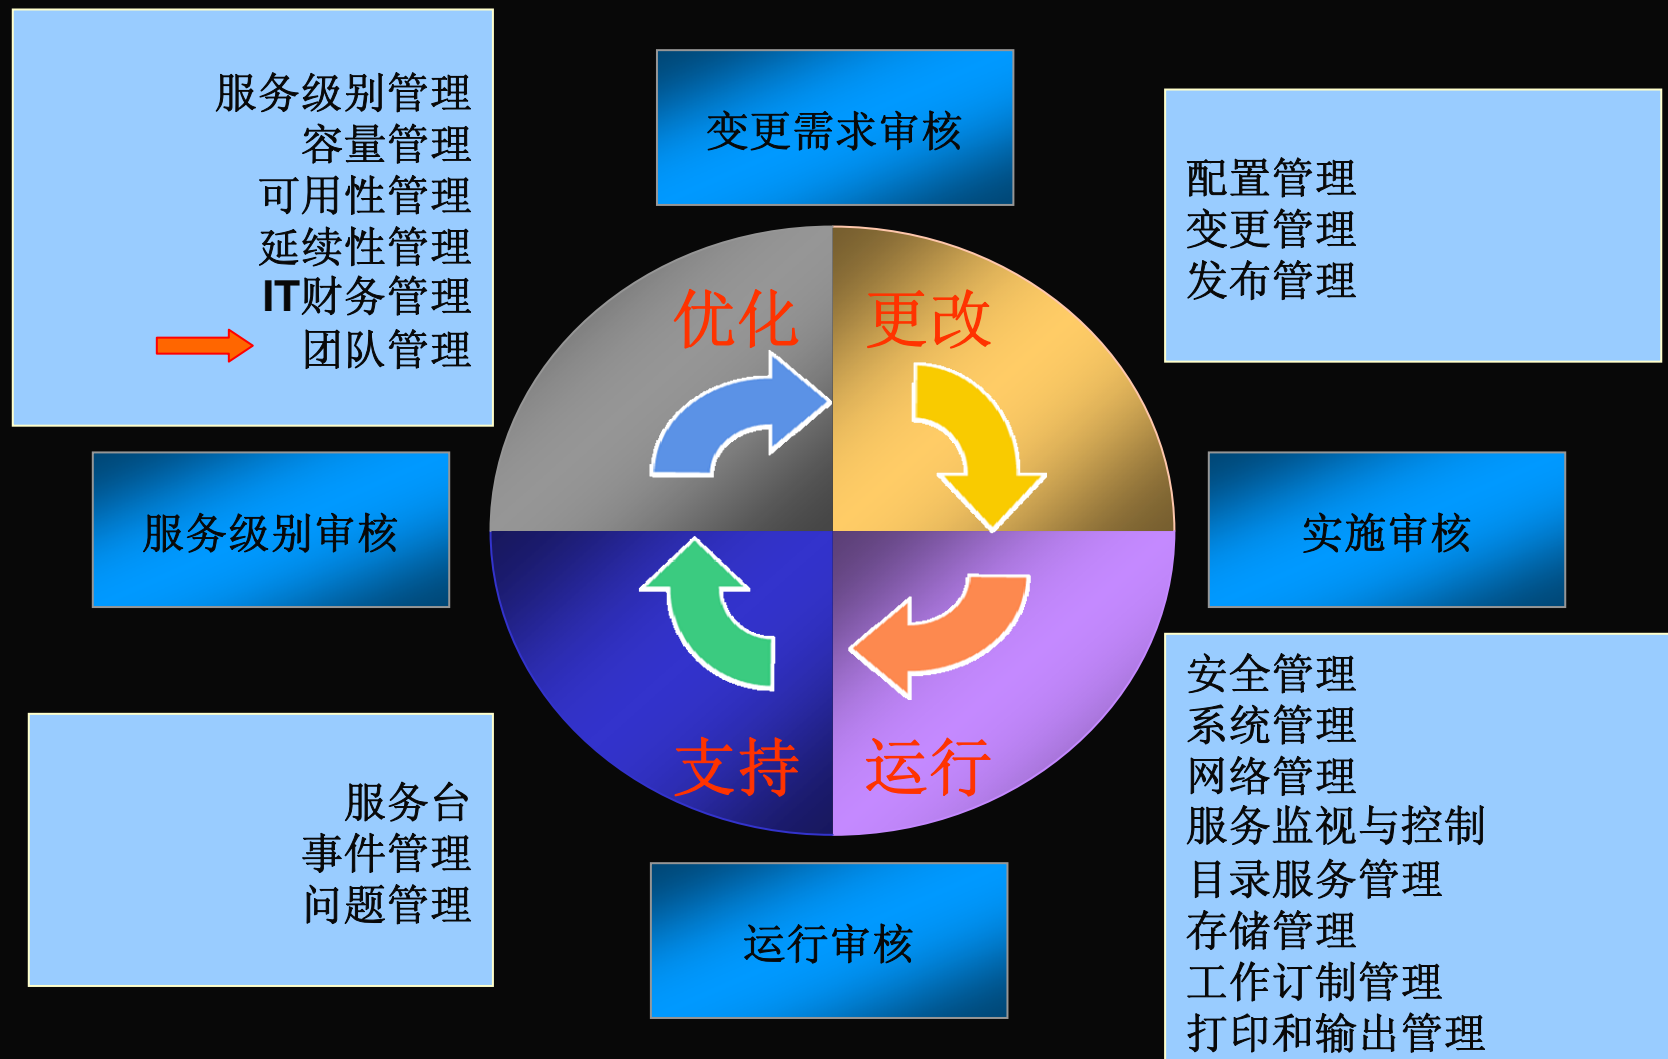 服务级别管理
容量管理
可用性管理
延续性管理
IT财务管理
团队管理
变更需求审核
配置管理
变更管理
发布管理
优化
更改
服务级别审核
实施审核
支持
运行
服务台
事件管理
问题管理
运行审核
安全管理
系统管理
网络管理
服务监视与控制
目录服务管理
存储管理
工作订制管理
打印和输出管理